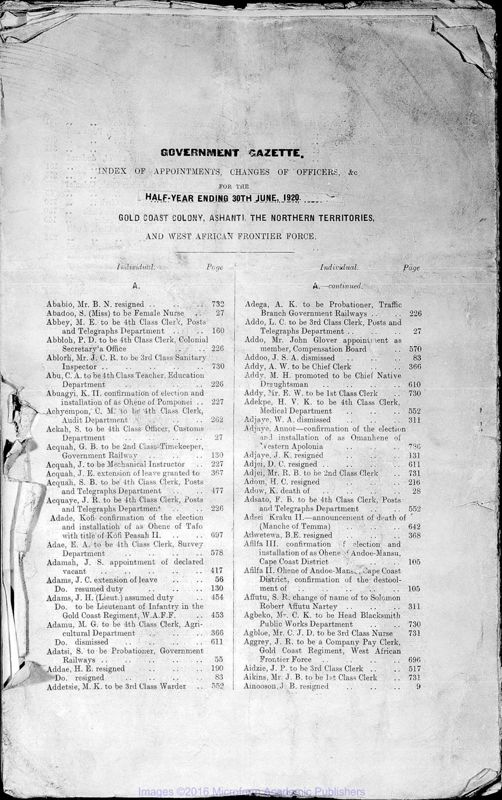 GOVERNMENT GAZETTE.
INDEX OF APPOINTMENTS, CHANGES OF OFFICERS, &c
FOR THE
HALF-YEAR ENDING 30TH JUNE, 1920.
GOLD COAST COLONY, ASHANTI, THE NORTHERN TERRITORIES,
AND WEST AFRICAN FRONTIER FORCE.
Individual. Page
A.
Ababio, Mr. B. N. resigned .. .. .. 732
Abadoo, S. (Miss) to be Female Nurse .. 27
Abbey, M. E. to be 4th Class Clerk, Posts
and Telegraphs Department .. .. 160
Abbloh, P. D. to be 4th Class Clerk, Colonial
Secretary's Office .. .. .. 226
Ablorh, Mr. J. C. R. to be 3rd Class Sanitary
Inspector .. .. .. .. 730
Abu, C. A. to be 4th Class Teacher, Education
Department .. .. .. .. 226
Abuagyi, K. II. confirmation of election and
installation of as Ohene of Pomponei .. 227
Achyempon, C. M. to be 4th Class Clerk,
Audit Department .. .. .. 262
Ackah, S. to be 4th Class Officer, Customs
Department .. .. .. .. 27
Acquah, G. B. to be 2nd Class Timekeeper,
Government Railway .. .. .. 130
Acquah, J. to be Mechanical Instructor .. 227
Acquah, J. E. extension of leave granted to 367
Acquah, S. B. to be 4th Class Clerk, Posts
and Telegraphs Department .. .. 477
Acquaye, J. R. to be 4th Class Clerk, Posts
and Telegraphs Department .. .. 226
Adade, Kofi confirmation of the election
and installation of as Ohene of Tafo
with title of Kofi Peasah II. .. .. 697
Adae, E. A. to be 4th Class Clerk, Survey
Department .. .. .. .. 578
Adamah, J. S. appointment of declared
vacant .. .. .. .. 417
Adams, J. C. extension of leave .. .. 56
Do. resumed duty .. .. .. 130
Adams, J. H. (Lieut.) assumed duty .. 454
Do. to be Lieutenant of Infantry in the
Gold Coast Regiment, W.A.F.F. .. 453
Adamu, M. G. to be 4th Class Clerk, Agri-
cultural Department .. .. .. 366
Do. dismissed .. .. .. 611
Adatsi, S. to be Probationer, Government
Railways .. .. .. .. 55
Addae, H. E. resigned .. .. .. 190
Do. resigned .. .. .. 83
Addetsie, M. K. to be 3rd Class Warder .. 552
Individual. Page
A.—continued.
Adega, A. K. to be Probationer, Traffic
Branch Government Railways .. .. 226
Addo, L. C. to be 3rd Class Clerk, Posts and
Telegraphs Department .. .. .. 27
Addo, Mr. John Glover appointment as
member, Compensation Board .. .. 570
Addoo, J. S. A. dismissed .. .. .. 83
Addy, A. W. to be Chief Clerk .. .. 366
Addy, M. H. promoted to be Chief Native
Draughtsman .. .. .. .. 610
Addy, Mr. E. W. to be 1st Class Clerk .. 730
Adekpe, H. V. K. to be 4th Class Clerk,
Medical Department .. .. .. 552
Adjaye, W. A. dismissed .. .. .. 311
Adjaye, Annor—confirmation of the election
and installation of as Omanhene of
Western Apolonia .. .. ..
Adjaye, J. K. resigned .. .. .. 131
Adjei, D. C. resigned .. .. .. 611
Adjei, Mr. R. B. to be 2nd Class Clerk .. 731
Adom, H. C. resigned .. .. .. 216
Adow, K. death of .. .. .. 28
Adsato, F. B. to be 4th Class Clerk, Posts
and Telegraphs Department .. .. 552
Adsei Kraku II.—announcement of death of
(Manche of Temma) .. .. .. 642
Adwetewa, B.E. resigned .. .. .. 368
Afilfa III. confirmation of election and
installation of as Ohene of Andoe-Mansu,
Cape Coast District .. .. .. 105
Afilfa II. Ohene of Andoe-Mansu, Cape Coast
District, confirmation of the destool-
ment of .. .. .. .. 105
Affutu, S. R. change of name of to Solomon
Robert Affutu Nartey .. .. .. 311
Agbeko, Mr. C. K. to be Head Blacksmith
Public Works Department .. .. 730
Agbloe, Mr. C. J. D. to be 3rd Class Nurse 731
Aggrey, J. R. to be a Company Pay Clerk,
Gold Coast Regiment, West African
Frontier Force .. .. .. .. 696
Aidzie, J. P. to be 3rd Class Clerk .. 517
Aikins, Mr. J. B. to be 1st Class Clerk .. 731
Ainooson, J. B. resigned .. .. .. 9
Images ©2016 Microform Academic Publishers